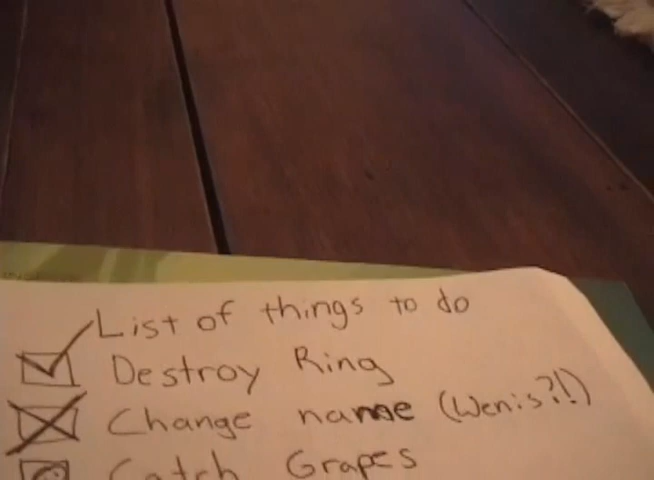 List of things to do
Destroy Ring
Change name (Wenis?!)
Catch Grapes